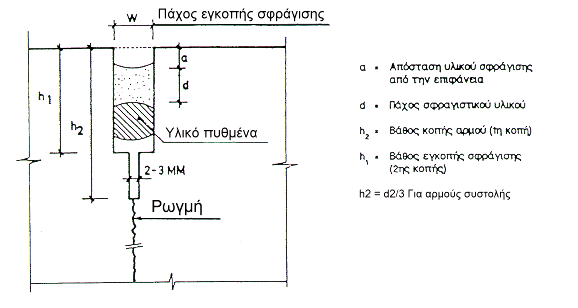 W Πάχος εγκοπής σφράγισης
a
d
h1
h2
Υλικό πυθμένα
2-3 MM
Ρωγμή
a = Απόσταση υλικού σφράγισης
από την επιφάνεια
d = Πάχος σφραγιστικού υλικού
h2 = Βάθος κοπής αρμού (1η κοπή)
h1 = Βάθος εγκοπής σφράγισης
(2ης κοπής)
h2 = d2/3 Για αρμούς συστολής